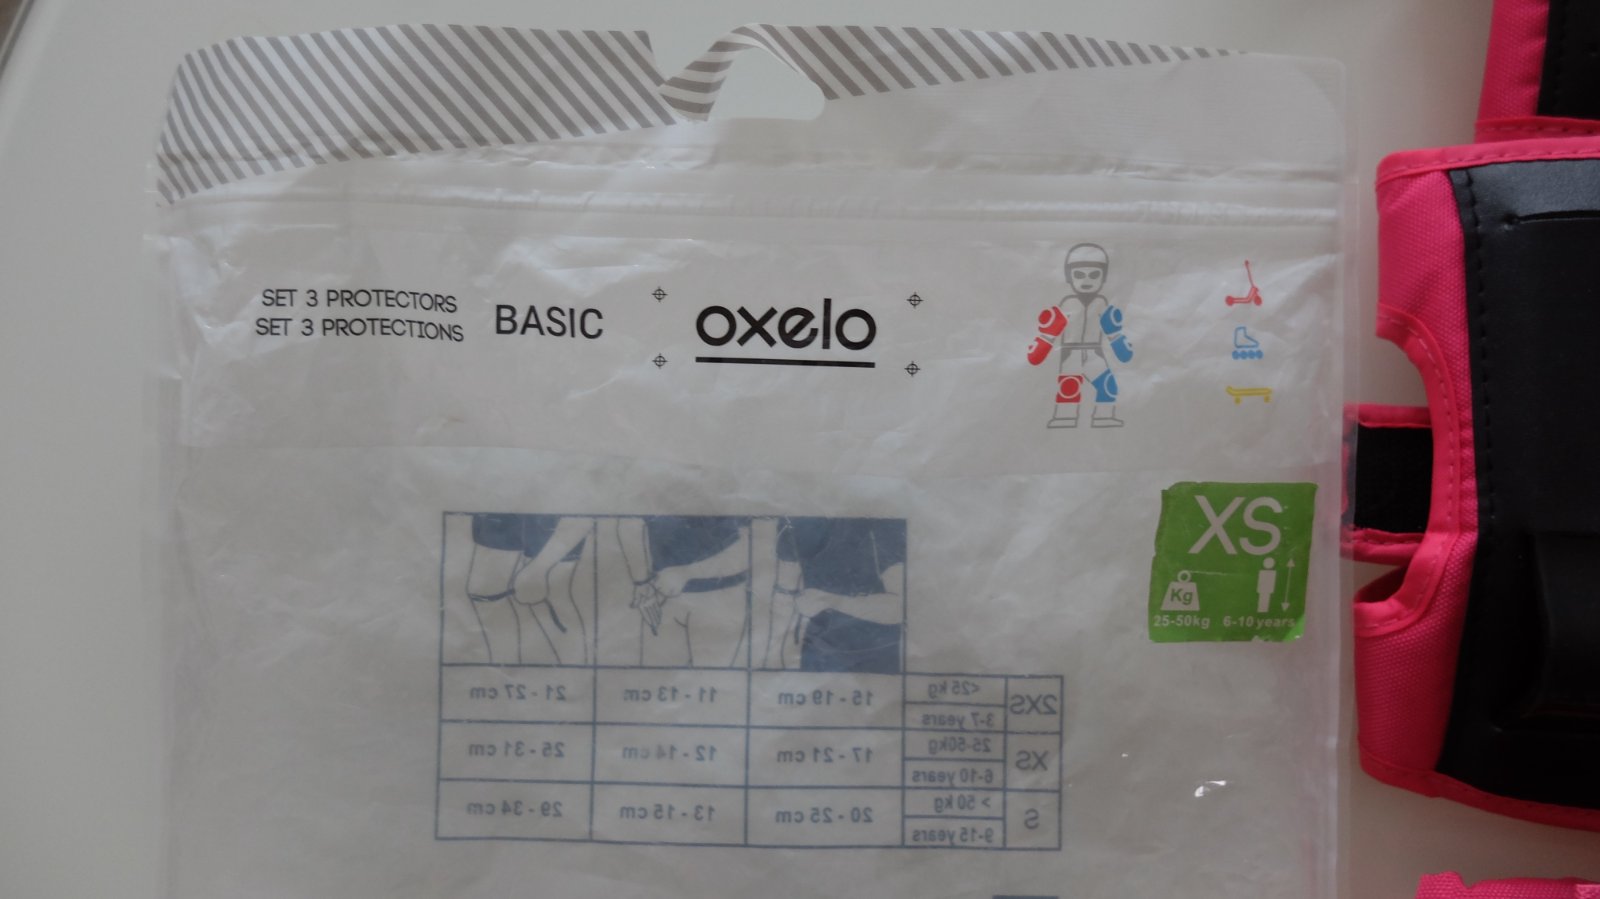 SET 3 PROTECTORS
SET 3 PROTECTIONS
BASIC
oxelo
XS
Kg
25-50kg 6-10 years
2XS <25 kg 3-7 years 15 - 19 cm 11 - 13 cm 21 - 27 cm
XS 25-50kg 6-10 years 17 - 21 cm 12 - 14 cm 25 - 31 cm
S > 50 kg 9-15 years 20 - 25 cm 13 - 15 cm 29 - 34 cm